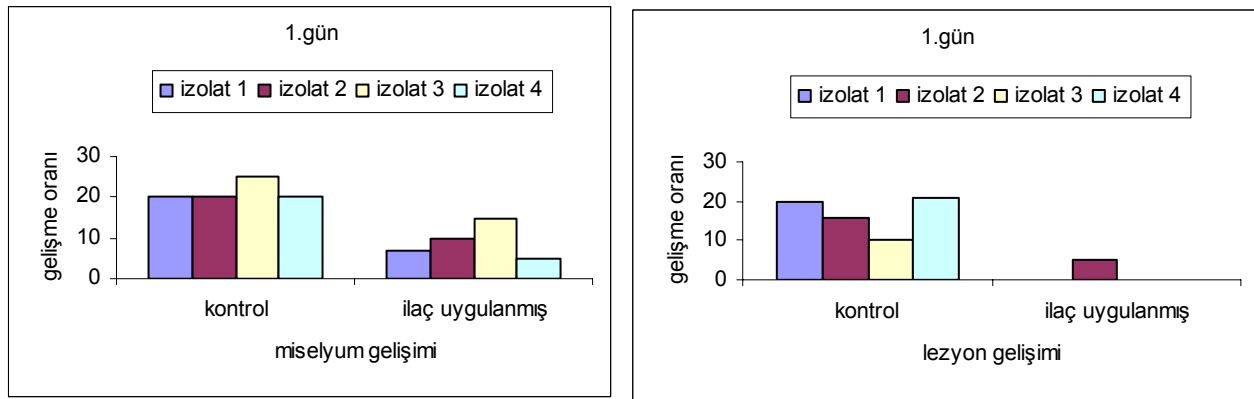 1.gün
izolat 1 izolat 2 izolat 3 izolat 4
gelişme oranı
30
20
10
0
kontrol ilaç uygulanmış
miselyum gelişimi
1.gün
izolat 1 izolat 2 izolat 3 izolat 4
gelişme oranı
30
20
10
0
kontrol ilaç uygulanmış
lezyon gelişimi